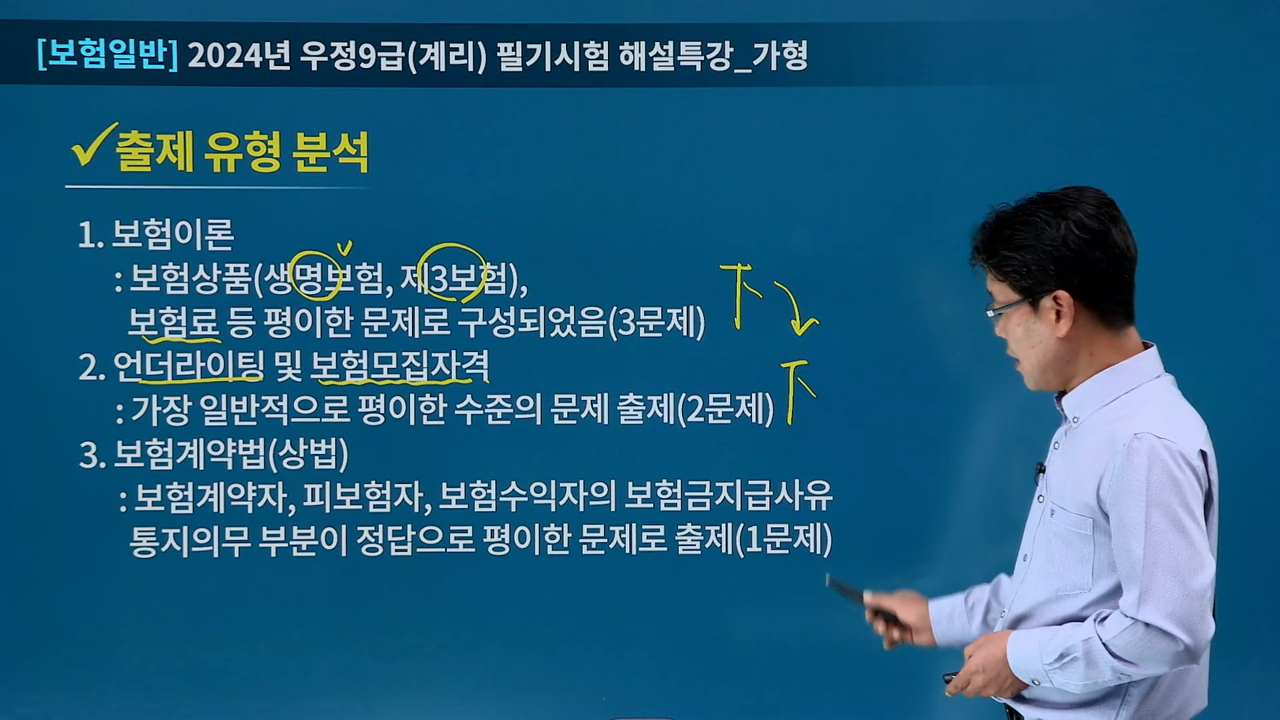 [보험일반] 2024년 우정9급(계리) 필기시험 해설특강_가형
✓출제 유형 분석
1. 보험이론
: 보험상품(생명보험, 제3보험),
보험료 등 평이한 문제로 구성되었음(3문제)
下
2. 언더라이팅 및 보험모집자격
: 가장 일반적으로 평이한 수준의 문제 출제(2문제)
下
3. 보험계약법(상법)
: 보험계약자, 피보험자, 보험수익자의 보험금지급사유
통지의무 부분이 정답으로 평이한 문제로 출제(1문제)